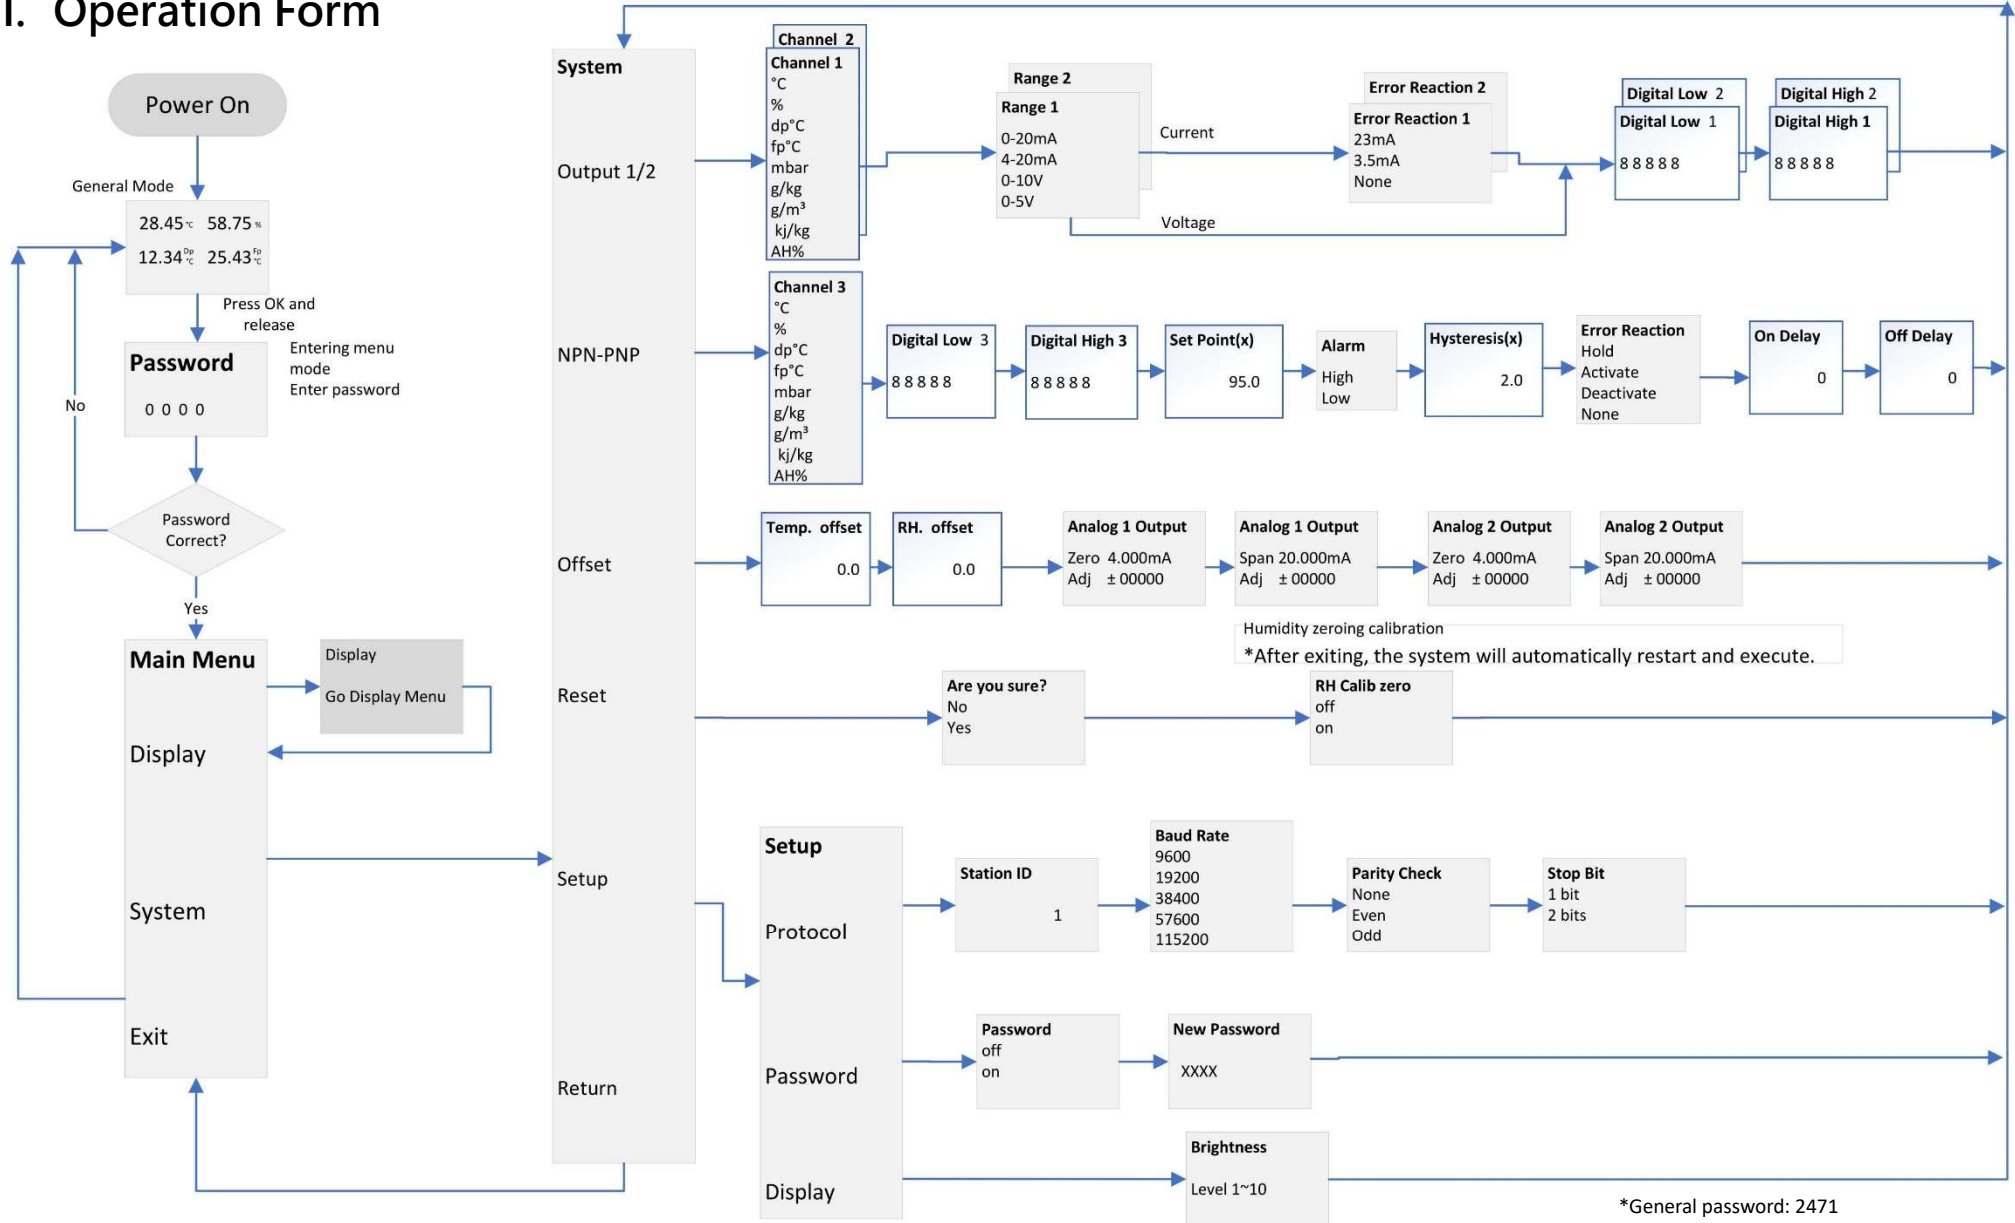 I. Operation Form
Power On
General Mode
28.45 °C 58.75 %
12.34 Dp °C 25.43 Fp °C
Press OK and
release
Password
0 0 0 0
Entering menu
mode
Enter password
No
Password
Correct?
Yes
Main Menu
Display
System
Exit
Display
Go Display Menu
System
Output 1/2
NPN-PNP
Offset
Reset
Setup
Return
Channel 2
Channel 1
°C
%
dp°C
fp°C
mbar
g/kg
g/m³
kj/kg
AH%
Range 2
Range 1
0-20mA
4-20mA
0-10V
0-5V
Current
Voltage
Error Reaction 2
Error Reaction 1
23mA
3.5mA
None
Digital Low 2
Digital Low 1
8 8 8 8 8
Digital High 2
Digital High 1
8 8 8 8 8
Channel 3
°C
%
dp°C
fp°C
mbar
g/kg
g/m³
kj/kg
AH%
Digital Low 3
8 8 8 8 8
Digital High 3
8 8 8 8 8
Set Point(x)
95.0
Alarm
High
Low
Hysteresis(x)
2.0
Error Reaction
Hold
Activate
Deactivate
None
On Delay
0
Off Delay
0
Temp. offset
0.0
RH. offset
0.0
Analog 1 Output
Zero 4.000mA
Adj ± 00000
Analog 1 Output
Span 20.000mA
Adj ± 00000
Analog 2 Output
Zero 4.000mA
Adj ± 00000
Analog 2 Output
Span 20.000mA
Adj ± 00000
Humidity zeroing calibration
*After exiting, the system will automatically restart and execute.
Are you sure?
No
Yes
RH Calib zero
off
on
Setup
Protocol
Password
Display
Station ID
1
Baud Rate
9600
19200
38400
57600
115200
Parity Check
None
Even
Odd
Stop Bit
1 bit
2 bits
Password
off
on
New Password
XXXX
Brightness
Level 1~10
*General password: 2471